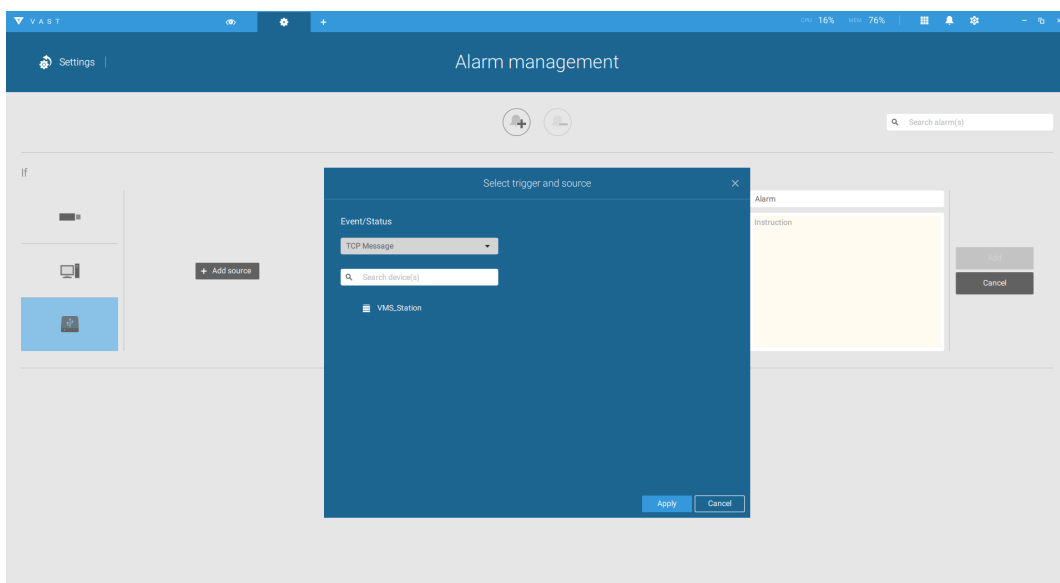 VAST
+
CPU 16% MEM 76%
Settings
Alarm management
Search alarm(s)
If
Select trigger and source
Event/Status
TCP Message
Search device(s)
VMS_Station
+ Add source
Alarm
Instruction
Add
Cancel
Apply
Cancel